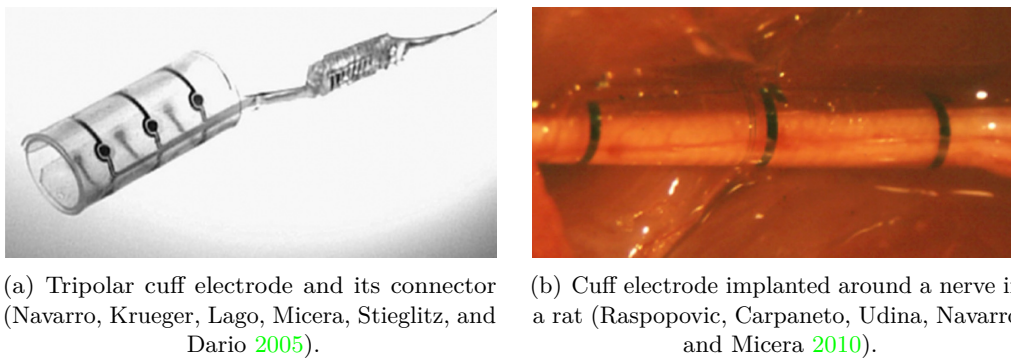 (a) Tripolar cuff electrode and its connector
(Navarro, Krueger, Lago, Micera, Stieglitz, and
Dario 2005).
(b) Cuff electrode implanted around a nerve i
a rat (Raspopovic, Carpaneto, Udina, Navarro
and Micera 2010).